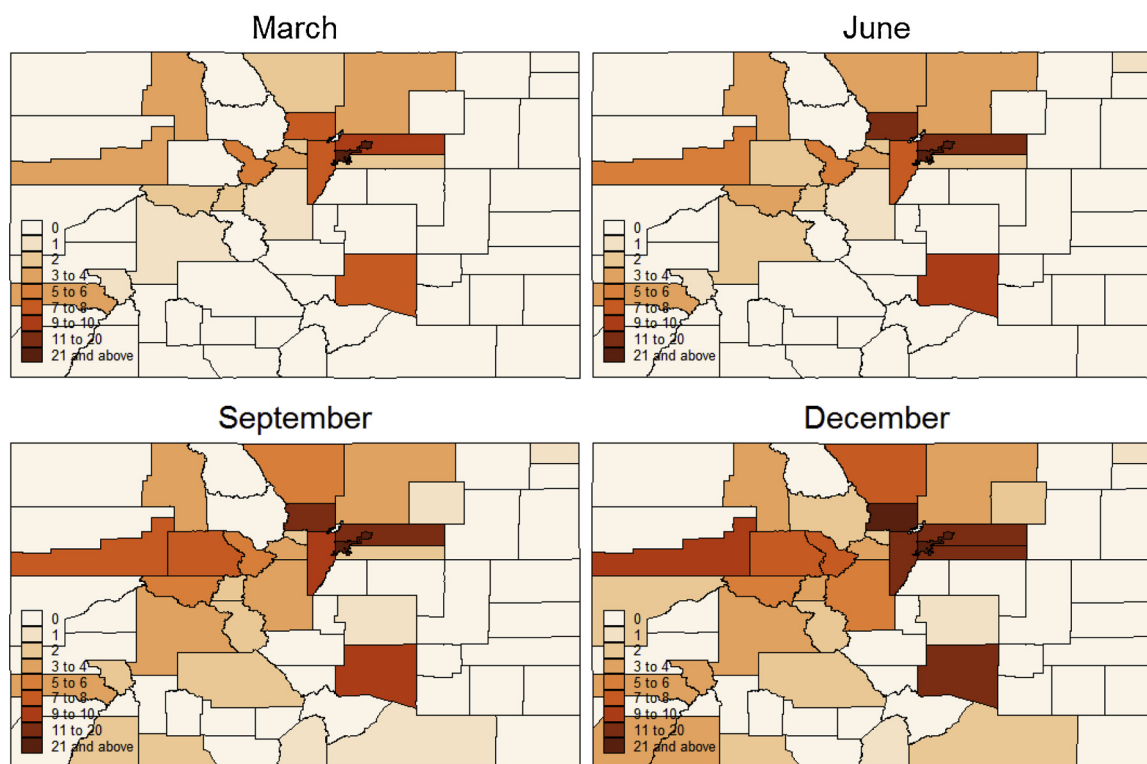 March
0
1
2
3 to 4
5 to 6
7 to 8
9 to 10
11 to 20
21 and above
June
0
1
2
3 to 4
5 to 6
7 to 8
9 to 10
11 to 20
21 and above
September
0
1
2
3 to 4
5 to 6
7 to 8
9 to 10
11 to 20
21 and above
December
0
1
2
3 to 4
5 to 6
7 to 8
9 to 10
11 to 20
21 and above